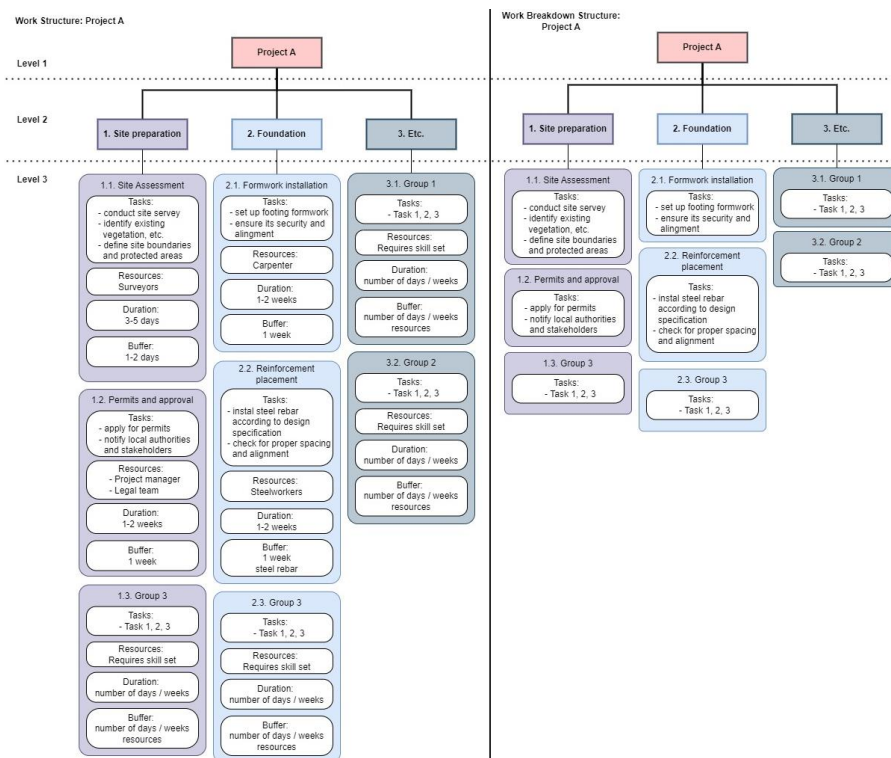 Work Structure: Project A
Level 1
Project A
Level 2
1. Site preparation
2. Foundation
3. Etc.
Level 3
1.1. Site Assessment
Tasks:
- conduct site servey
- identify existing
vegetation, etc.
- define site boundaries
and protected areas
Resources:
Surveyors
Duration:
3-5 days
Buffer:
1-2 days
1.2. Permits and approval
Tasks:
- apply for permits
- notify local authorities
and stakeholders
Resources:
- Project manager
- Legal team
Duration:
1-2 weeks
Buffer:
1 week
1.3. Group 3
Tasks:
- Task 1, 2, 3
Resources:
Requires skill set
Duration:
number of days / weeks
Buffer:
number of days / weeks
resources
2.1. Formwork installation
Tasks:
- set up footing formwork
- ensure its security and
alingment
Resources:
Carpenter
Duration:
1-2 weeks
Buffer:
1 week
2.2. Reinforcement
placement
Tasks:
- instal steel rebar
according to design
specification
- check for proper spacing
and alignment
Resources:
Steelworkers
Duration:
1-2 weeks
Buffer:
1 week
steel rebar
2.3. Group 3
Tasks:
- Task 1, 2, 3
Resources:
Requires skill set
Duration:
number of days / weeks
Buffer:
number of days / weeks
resources
3.1. Group 1
Tasks:
- Task 1, 2, 3
Resources:
Requires skill set
Duration:
number of days / weeks
Buffer:
number of days / weeks
resources
3.2. Group 2
Tasks:
- Task 1, 2, 3
Resources:
Requires skill set
Duration:
number of days / weeks
Buffer:
number of days / weeks
resources
Work Breakdown Structure:
Project A
Project A
1. Site preparation
2. Foundation
3. Etc.
1.1. Site Assessment
Tasks:
- conduct site servey
- identify existing
vegetation, etc.
- define site boundaries
and protected areas
1.2. Permits and approval
Tasks:
- apply for permits
- notify local authorities
and stakeholders
1.3. Group 3
Tasks:
- Task 1, 2, 3
2.1. Formwork installation
Tasks:
- set up footing formwork
- ensure its security and
alingment
2.2. Reinforcement
placement
Tasks:
- instal steel rebar
according to design
specification
- check for proper spacing
and alignment
2.3. Group 3
Tasks:
- Task 1, 2, 3
3.1. Group 1
Tasks:
- Task 1, 2, 3
3.2. Group 2
Tasks:
- Task 1, 2, 3